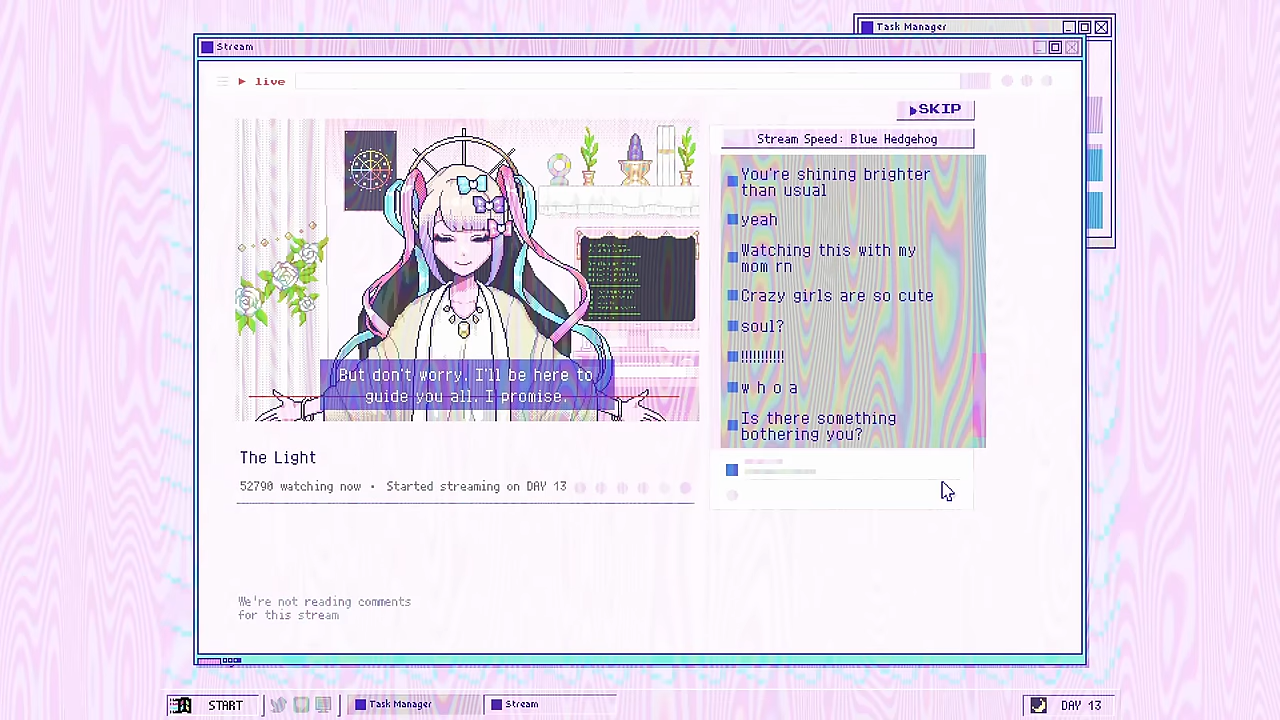 Task Manager
Stream
live
SKIP
Stream Speed: Blue Hedgehog
You're shining brighter
than usual
yeah
Watching this with my
mom rn
Crazy girls are so cute
soul?
!!!!!!!!!!!
w h o a
Is there something
bothering you?
But don't worry. I'll be here to
guide you all. I promise.
The Light
52790 watching now · Started streaming on DAY 13
We're not reading comments
for this stream
START
Task Manager
Stream
DAY 13